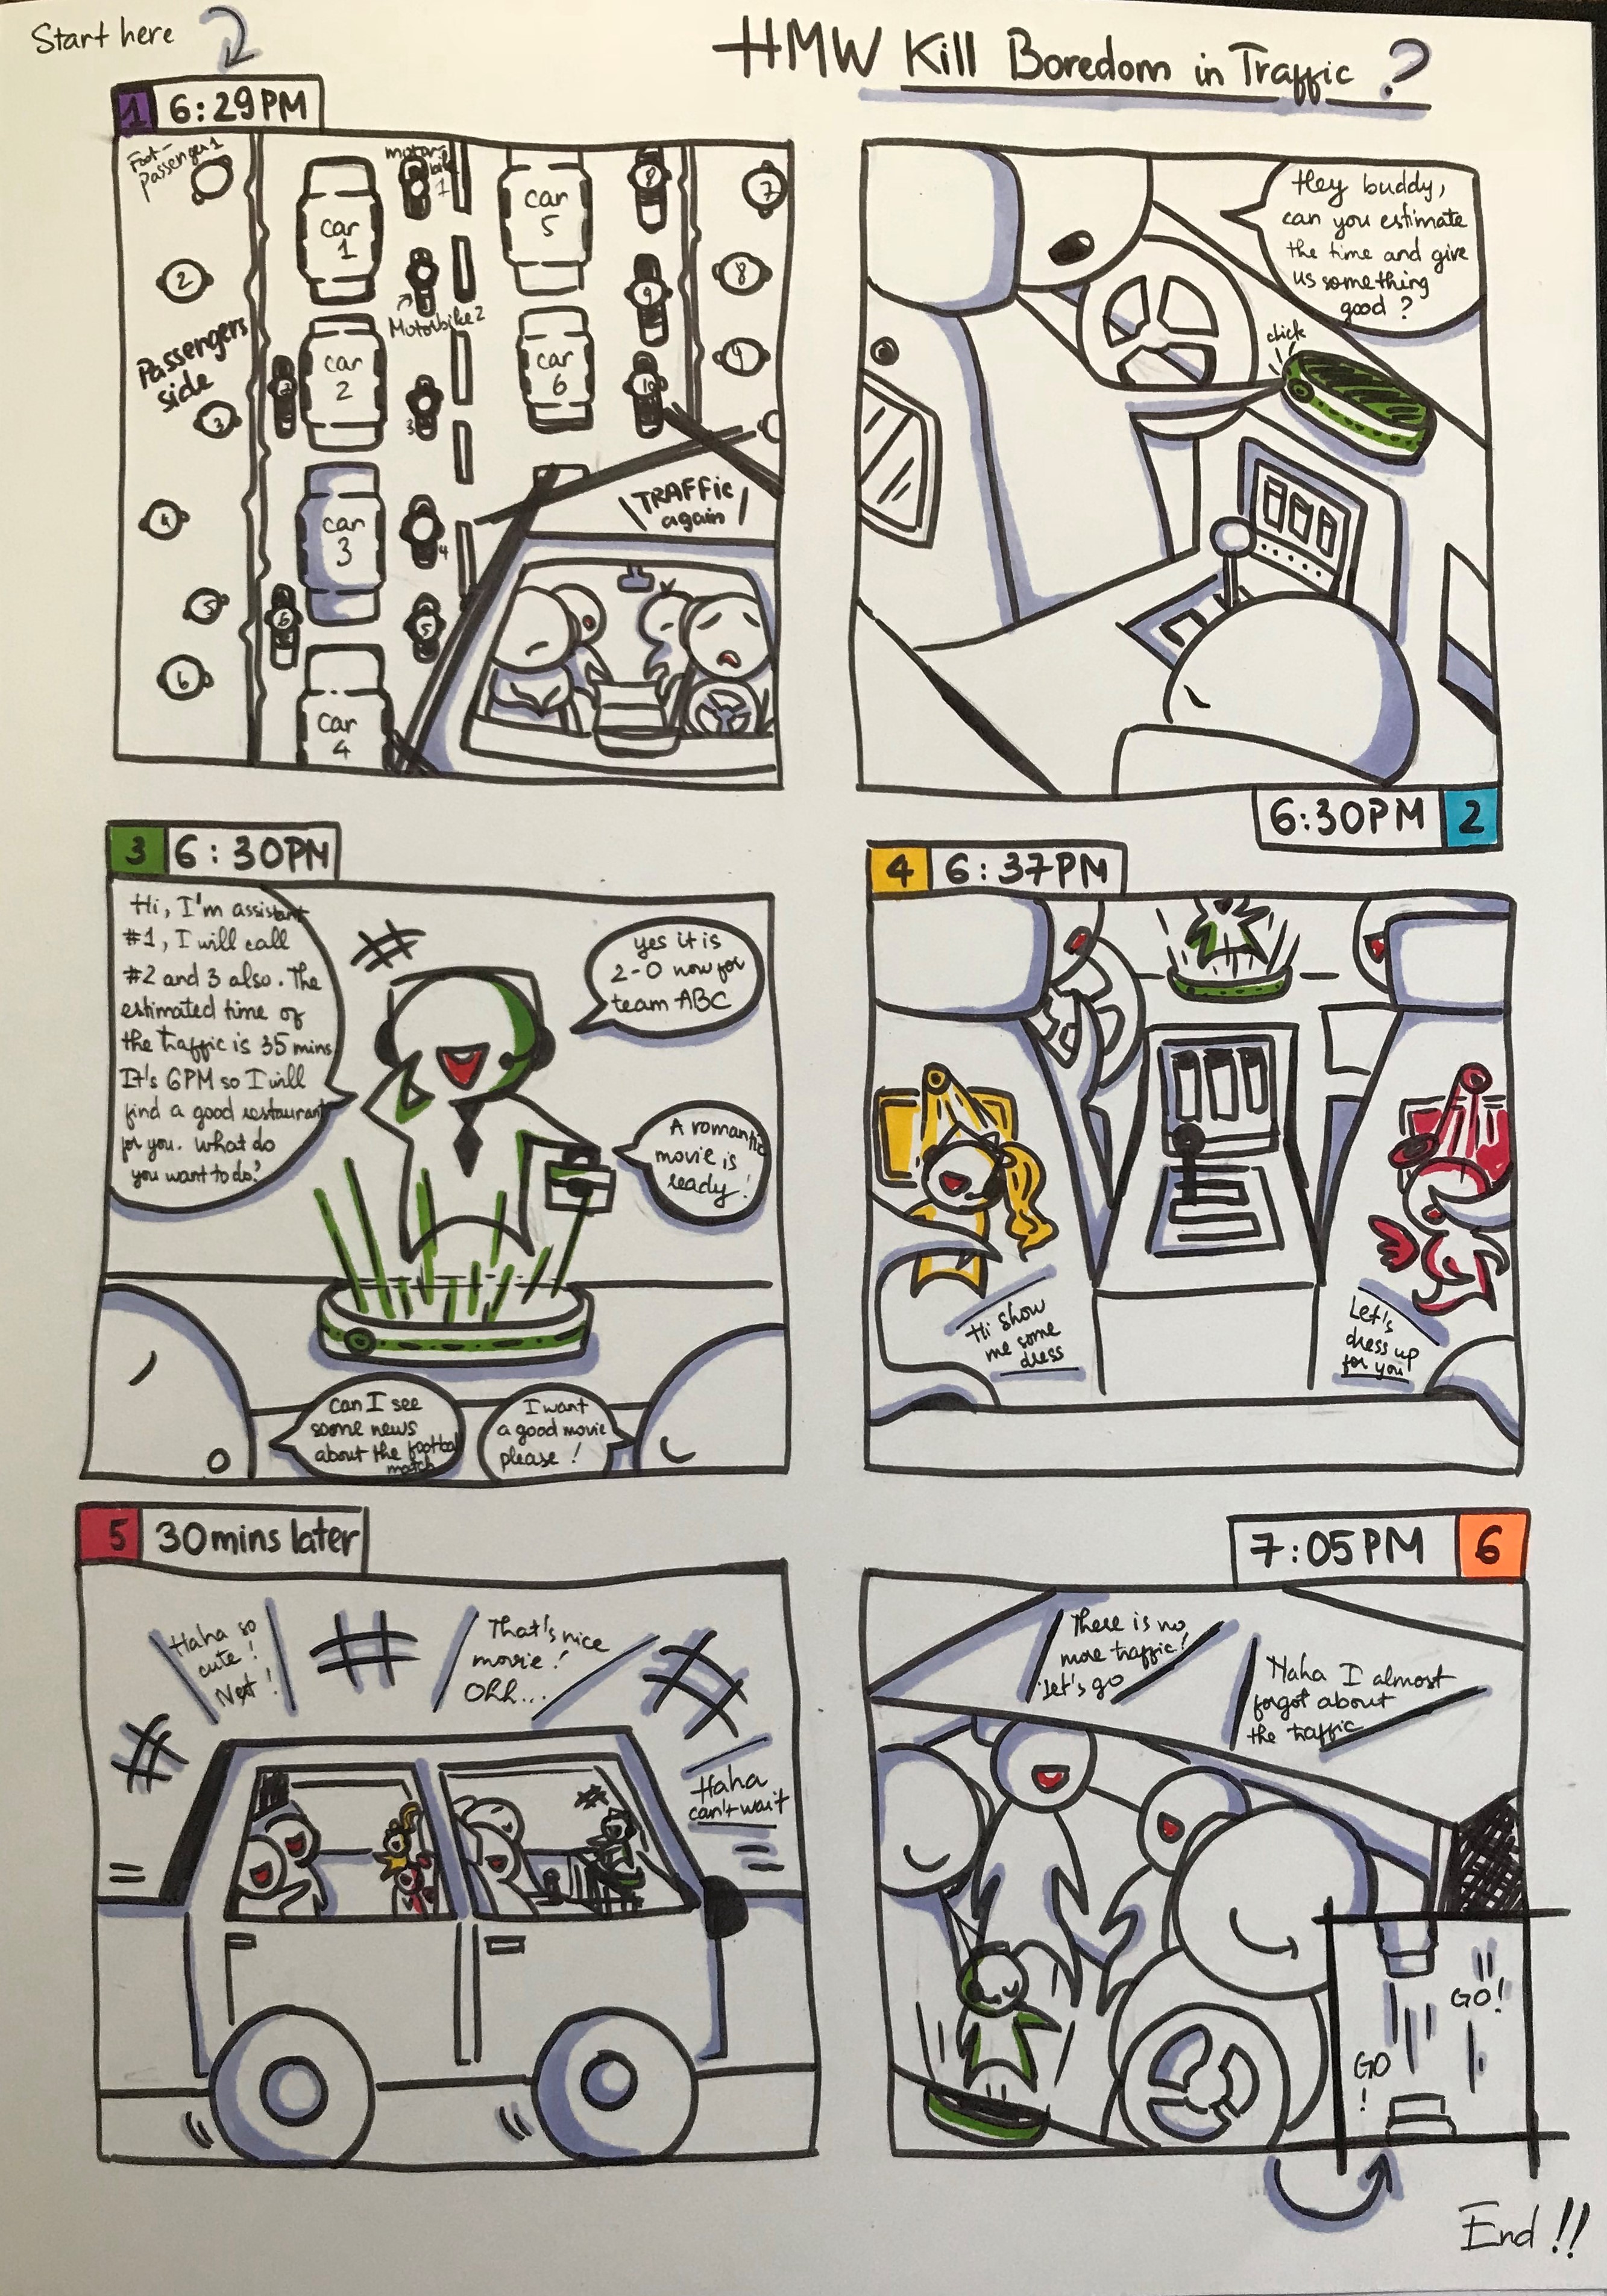 Start here
HMW Kill Boredom in Traffic ?
1 6:29PM
Foot-
Passenger 1
2
Passengers
side
3
4
5
6
car
1
car
2
car
3
car
4
motor-
bike
1
Motorbike 2
3
4
5
6
car
5
car
6
8
9
10
7
8
9
TRAFFic
again
Hey buddy,
can you estimate
the time and give
us something
good ?
click
6:30PM 2
3 6:30PM
Hi, I'm assistant
#1, I will call
#2 and 3 also. The
estimated time of
the traffic is 35 mins.
It's 6PM so I will
find a good restaurant
for you. What do
you want to do?
yes it is
2-0 now for
team ABC
A romantic
movie is
ready!
Can I see
some news
about the football
match
I want
a good movie
please !
4 6:37PM
Hi show
me some
dress
Let's
dress up
for you
5 30mins later
Haha so
cute !
Next !
That's nice
movie !
Ohh...
Haha
can't wait
7:05PM 6
There is no
more traffic!
Let's go
Haha I almost
forgot about
the traffic
GO!
GO
!
End !!